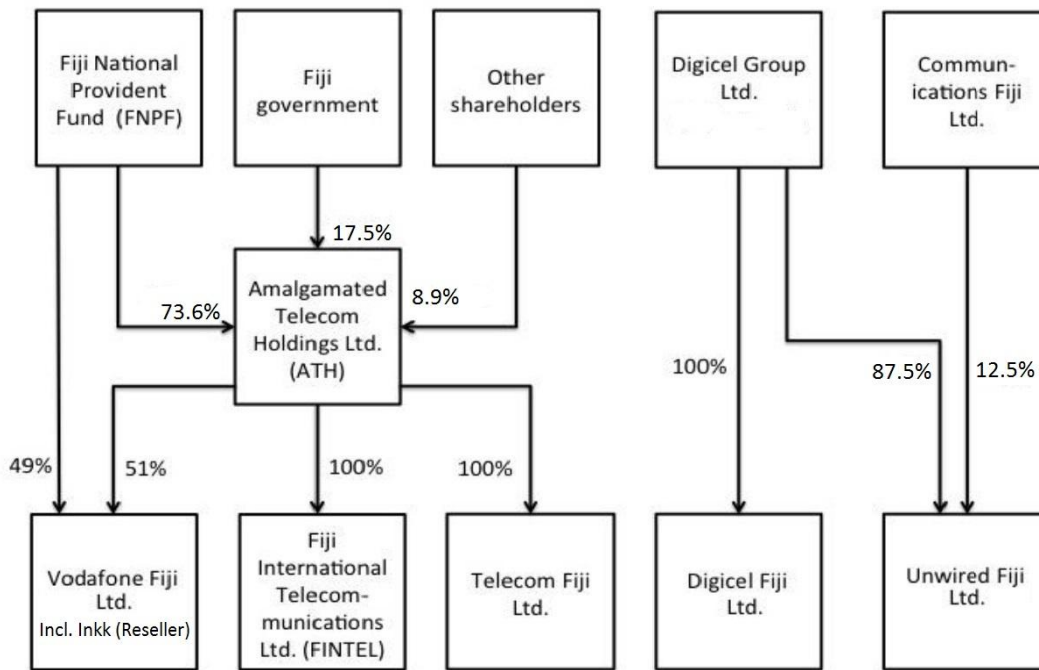 Fiji National
Provident
Fund (FNPF)
Fiji
government
Other
shareholders
Digicel Group
Ltd.
Commun-
ications Fiji
Ltd.
17.5%
73.6%
8.9%
Amalgamated
Telecom
Holdings Ltd.
(ATH)
100%
87.5%
12.5%
49%
51%
100%
100%
Vodafone Fiji
Ltd.
Incl. Inkk (Reseller)
Fiji
International
Telecom-
munications
Ltd. (FINTEL)
Telecom Fiji
Ltd.
Digicel Fiji
Ltd.
Unwired Fiji
Ltd.